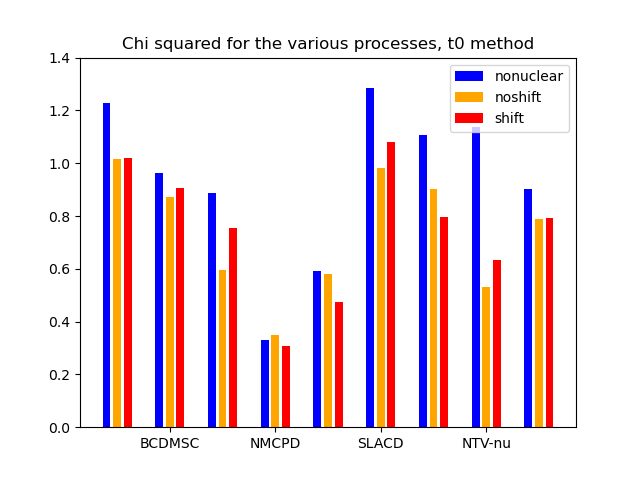 Chi squared for the various processes, t0 method
nonuclear
noshift
shift
1.4
1.2
1.0
0.8
0.6
0.4
0.2
0.0
BCDMSC NMCPD SLACD NTV-nu